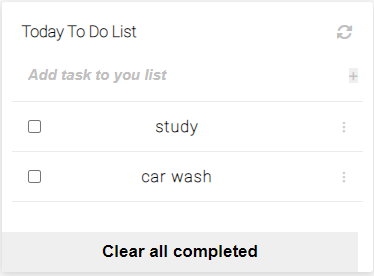 Today To Do List
Add task to you list
+
study
car wash
Clear all completed